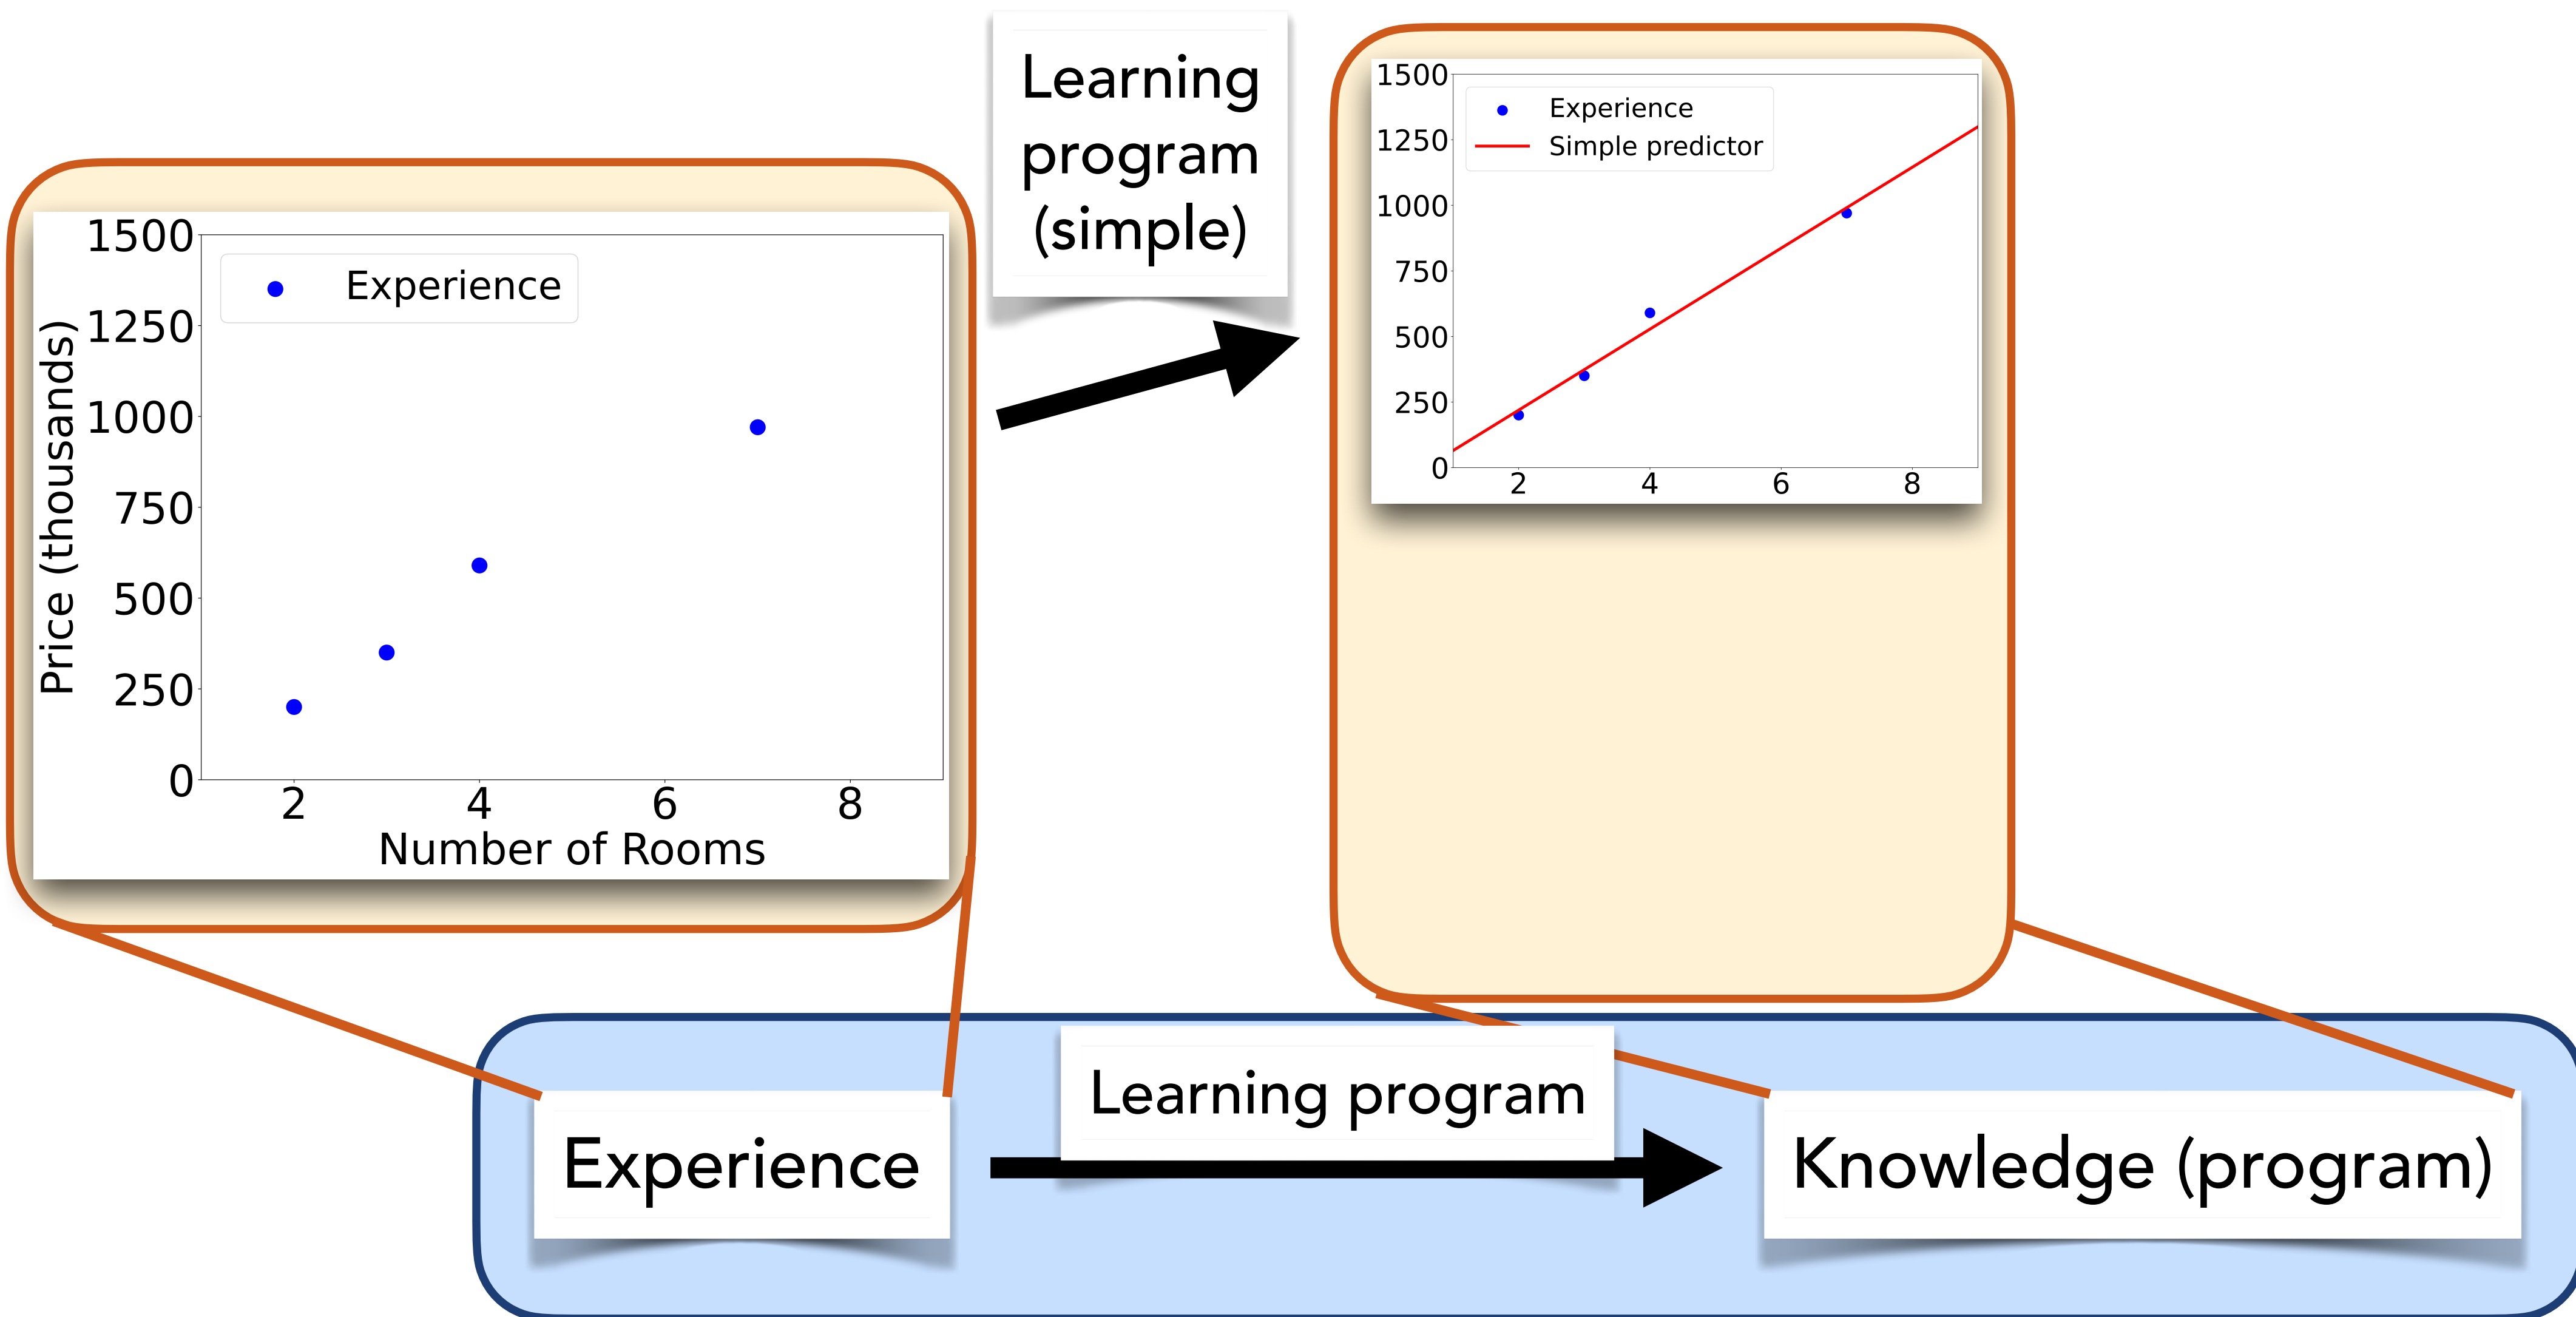 Learning
program
(simple)
1500
1250
1000
750
500
250
0
Price (thousands)
Experience
2 4 6 8
Number of Rooms
1500
1250
1000
750
500
250
0
Experience
Simple predictor
2 4 6 8
Learning program
Experience
Knowledge (program)